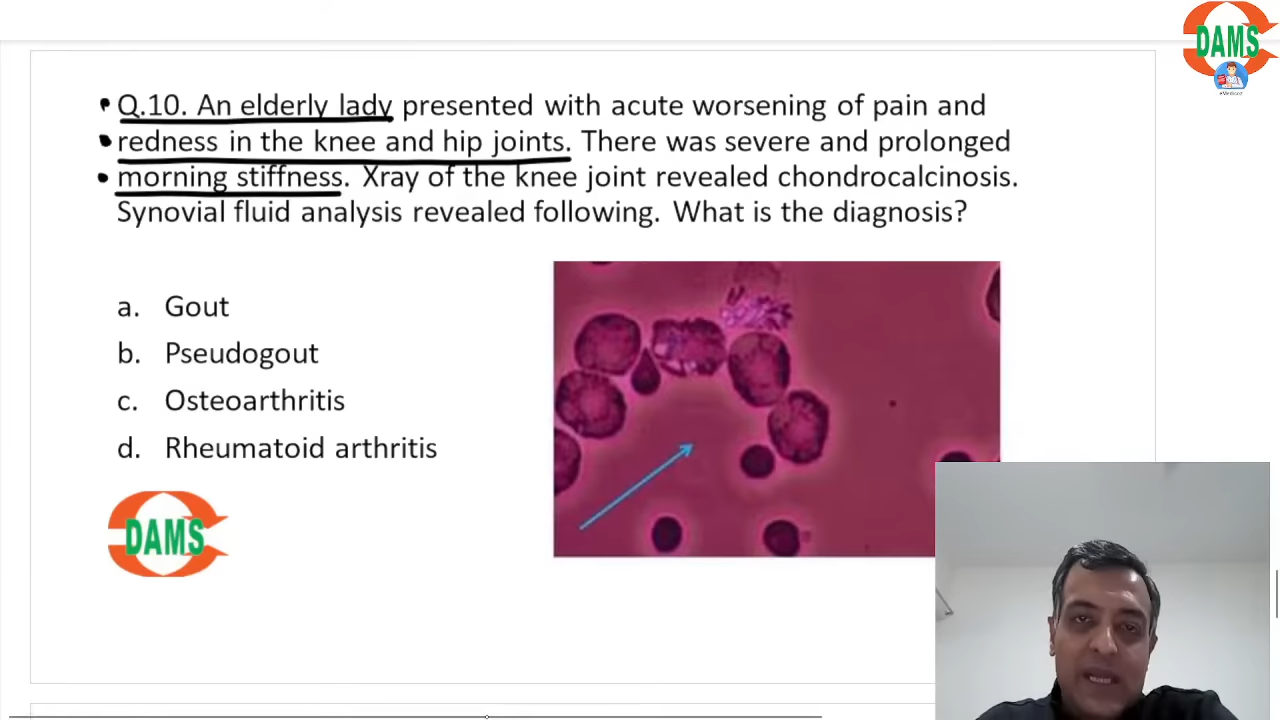 DAMS
eMedicoz
Q.10. An elderly lady presented with acute worsening of pain and
redness in the knee and hip joints. There was severe and prolonged
morning stiffness. Xray of the knee joint revealed chondrocalcinosis.
Synovial fluid analysis revealed following. What is the diagnosis?
a. Gout
b. Pseudogout
c. Osteoarthritis
d. Rheumatoid arthritis
DAMS